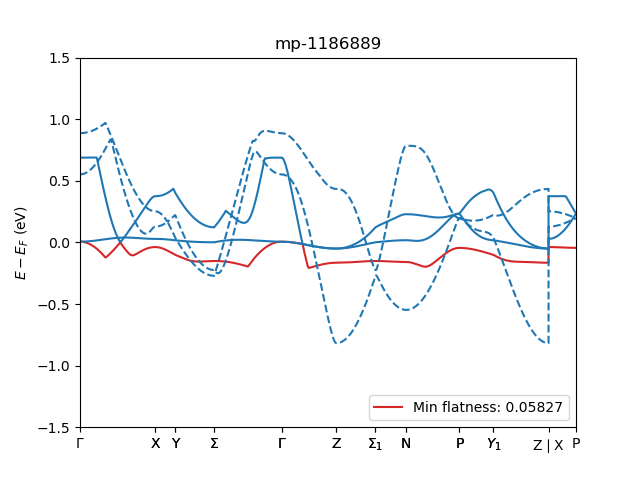 mp-1186889
1.5
1.0
0.5
0.0
−0.5
−1.0
−1.5
E − E_F (eV)
Min flatness: 0.05827
Γ X Y Σ Γ Z Σ₁ N P Y₁ Z | X P